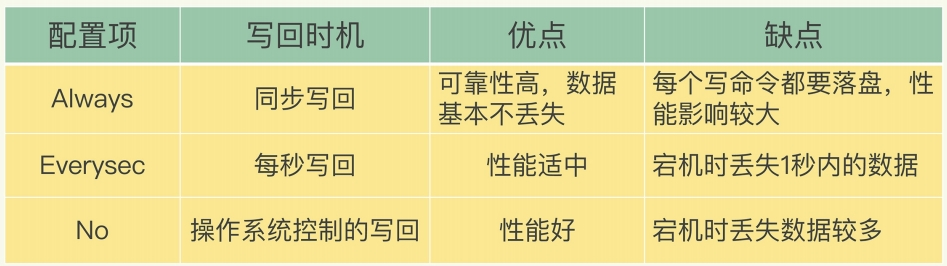 配置项 写回时机 优点 缺点
Always 同步写回 可靠性高，数据基本不丢失 每个写命令都要落盘，性能影响较大
Everysec 每秒写回 性能适中 宕机时丢失1秒内的数据
No 操作系统控制的写回 性能好 宕机时丢失数据较多